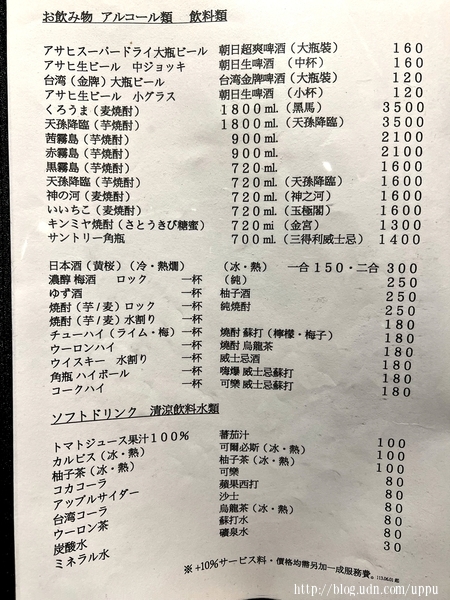 お飲み物 アルコール類 飲料類
アサヒスーパードライ大瓶ビール 朝日超爽啤酒（大瓶裝） 160
アサヒ生ビール 中ジョッキ 朝日生啤酒（中杯） 160
台湾（金牌）大瓶ビール 台湾金牌啤酒（大瓶裝） 120
アサヒ生ビール 小グラス 朝日生啤酒（小杯） 120
くろうま（麦焼酎） 1800ml.（黒馬） 3500
天孫降臨（芋焼酎） 1800ml.（天孫降臨） 3500
茜霧島（芋焼酎） 900ml. 2100
赤霧島（芋焼酎） 900ml. 2100
黒霧島（芋焼酎） 720ml. 1600
天孫降臨（芋焼酎） 720ml.（天孫降臨） 1600
神の河（麦焼酎） 720ml.（神之河） 1600
いいちこ（麦焼酎） 720ml.（玉極閣） 1600
キンミヤ焼酎（さとうきび糖蜜） 720ml（金宮） 1300
サントリー角瓶 700ml.（三得利威士忌） 1400
日本酒（黄桜）（冷・熱燗） （冰・熱） 一合150・二合 300
濃醇 梅酒 ロック 一杯 （純） 250
ゆず酒 一杯 柚子酒 250
焼酎（芋/麦）ロック 一杯 純焼酎 250
焼酎（芋/麦）水割り 一杯 180
チューハイ（ライム・梅） 一杯 焼酎 蘇打（檸檬・梅子） 180
ウーロンハイ 一杯 焼酎 烏龍茶 180
ウイスキー 水割り 一杯 威士忌酒 180
角瓶 ハイボール 一杯 嗨爆 威士忌蘇打 180
コークハイ 一杯 可樂 威士忌蘇打 180
ソフトドリンク 清涼飲料水類
トマトジュース果汁100% 蕃茄汁 100
カルピス（冰・熱） 可爾必斯（冰・熱） 100
柚子茶（冰・熱） 柚子茶（冰・熱） 100
コカコーラ 可樂 80
アップルサイダー 蘋果西打 80
台湾コーラ 沙士 80
ウーロン茶 烏龍茶（冰・熱） 80
炭酸水 蘇打水 80
ミネラル水 礦泉水 30
※+10%サービス料・價格均需另加一成服務費。
http://blog.udn.com/uppu